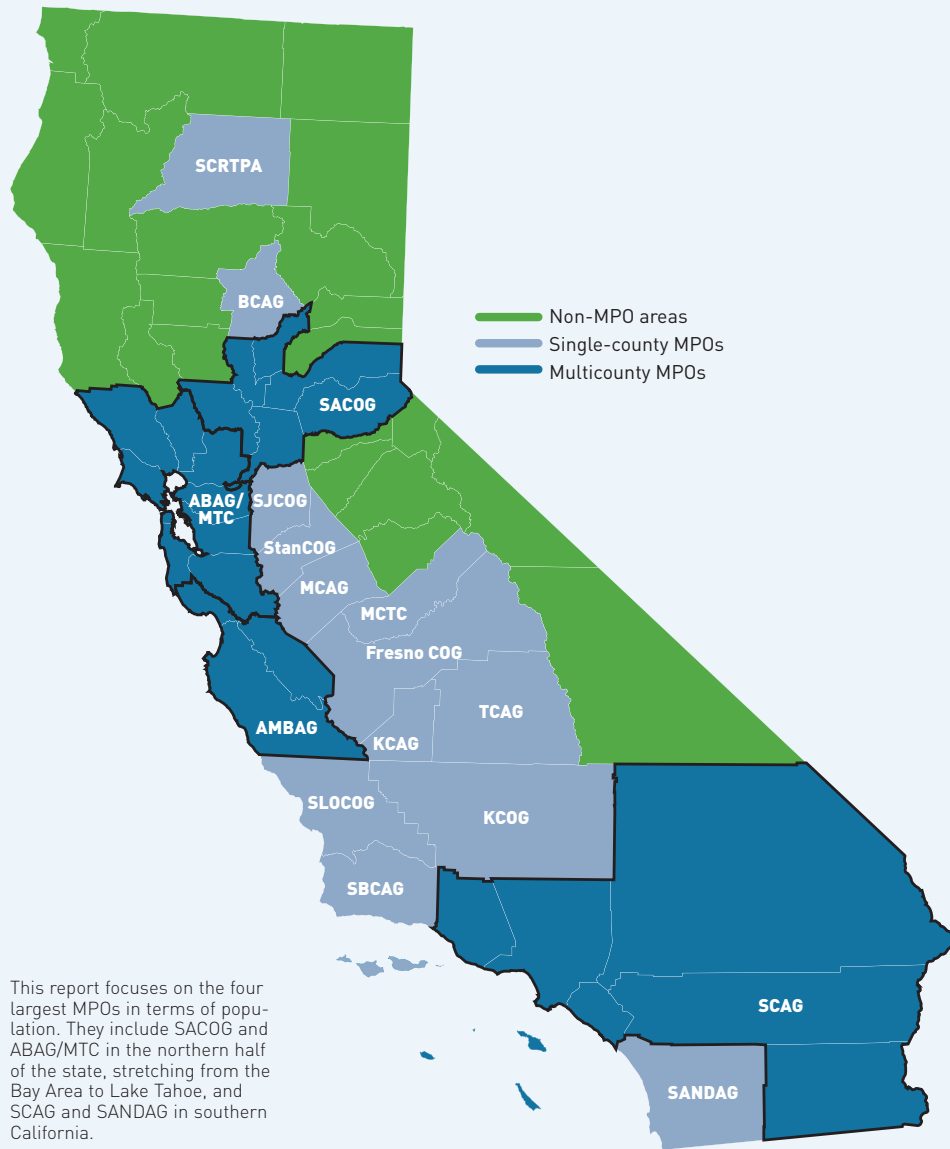 SCRTPA
BCAG
Non-MPO areas
Single-county MPOs
Multicounty MPOs
SACOG
ABAG/
MTC
SJCOG
StanCOG
MCAG
MCTC
Fresno COG
TCAG
AMBAG
KCAG
SLOCOG
KCOG
SBCAG
This report focuses on the four
largest MPOs in terms of popu-
lation. They include SACOG and
ABAG/MTC in the northern half
of the state, stretching from the
Bay Area to Lake Tahoe, and
SCAG and SANDAG in southern
California.
SCAG
SANDAG